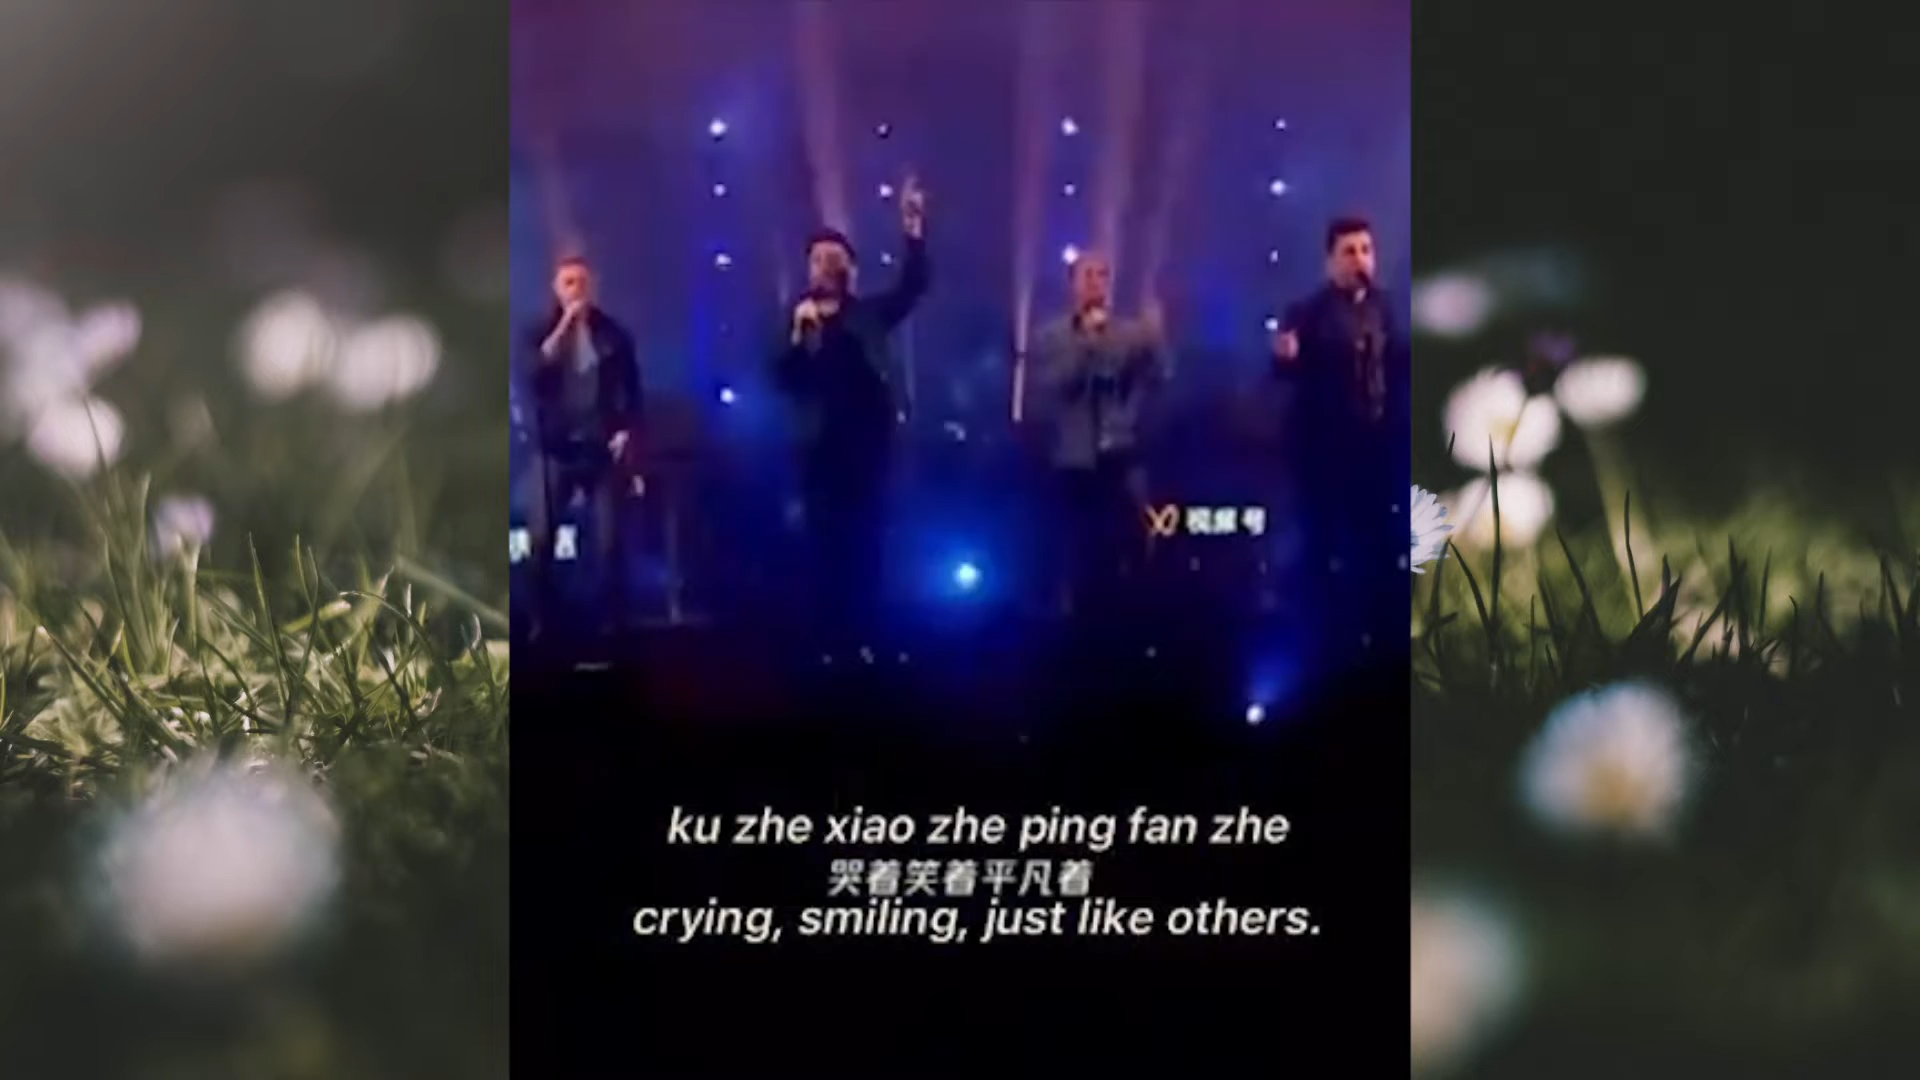 视频号
ku zhe xiao zhe ping fan zhe
哭着笑着平凡着
crying, smiling, just like others.